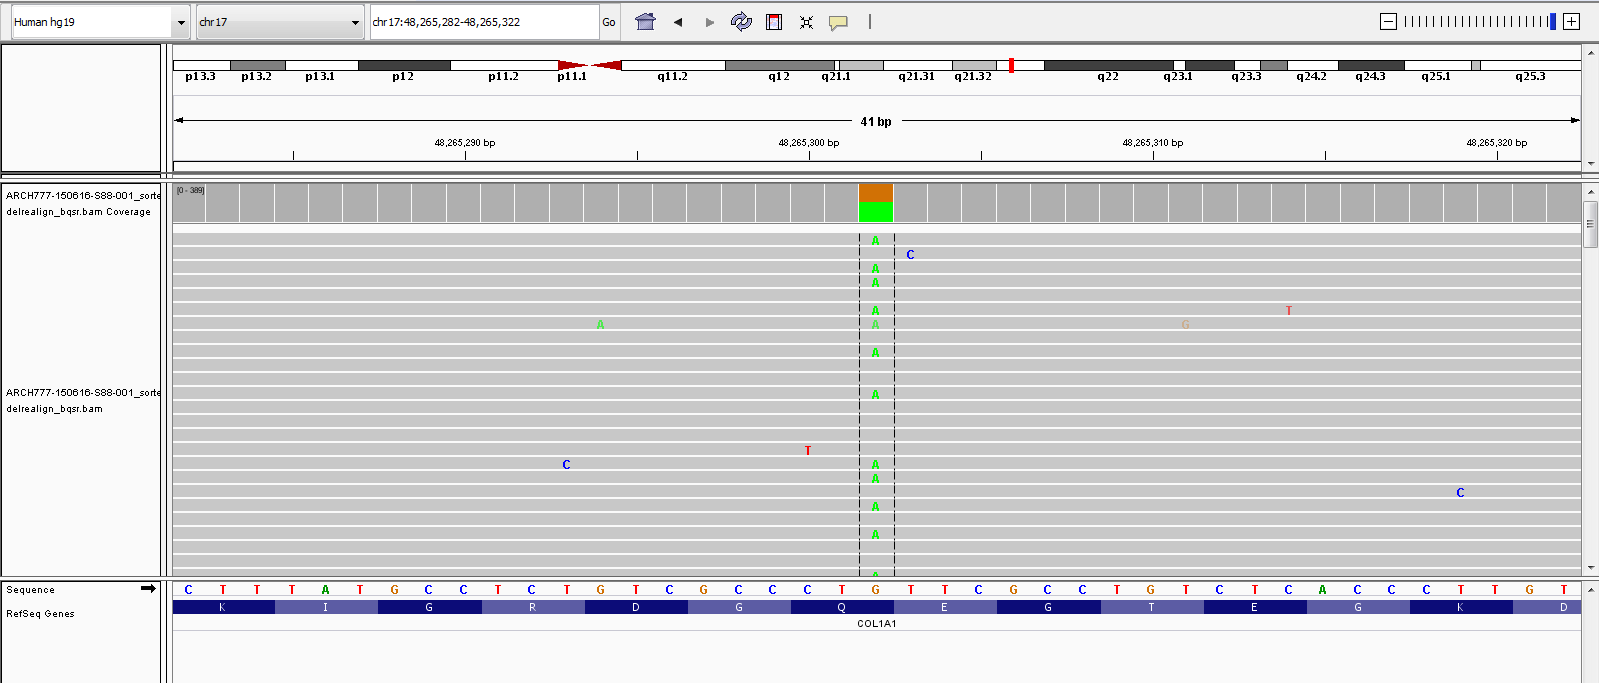 Human hg19 chr17 chr17:48,265,282-48,265,322 Go
p13.3 p13.2 p13.1 p12 p11.2 p11.1 q11.2 q12 q21.1 q21.31 q21.32 q22 q23.1 q23.3 q24.2 q24.3 q25.1 q25.3
41 bp
48,265,290 bp 48,265,300 bp 48,265,310 bp 48,265,320 bp
ARCH777-150616-S88-001_sorte
delrealign_bqsr.bam Coverage
[0 - 389]
A
C
A
A
A T
A A G
A
ARCH777-150616-S88-001_sorte
delrealign_bqsr.bam
A
T
C A
A
C
A
A
A
Sequence C T T T A T G C C T C T G T C G C C C T G T T C G C C T G T C T C A C C C T T G T
RefSeq Genes K I G R D G Q E G T E G K D
COL1A1